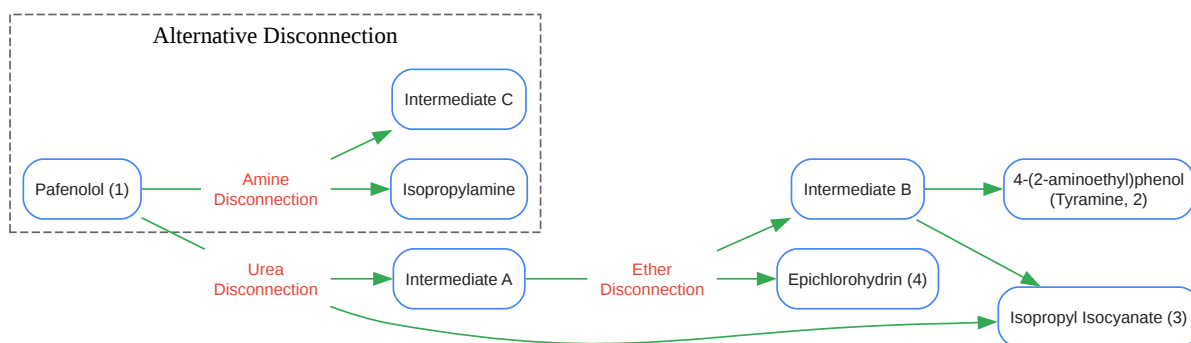 Alternative Disconnection
Intermediate C
Pafenolol (1)
Amine
Disconnection
Isopropylamine
Intermediate B
4-(2-aminoethyl)phenol
(Tyramine, 2)
Urea
Disconnection
Intermediate A
Ether
Disconnection
Epichlorohydrin (4)
Isopropyl Isocyanate (3)